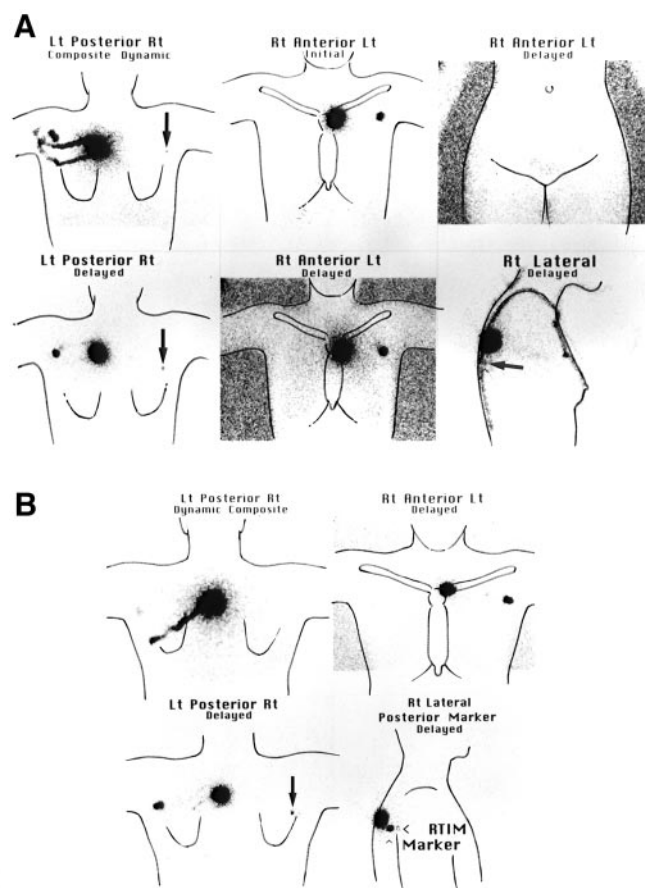 A
Lt Posterior Rt
Composite Dynamic
Rt Anterior Lt
Initial
Rt Anterior Lt
Delayed
Lt Posterior Rt
Delayed
Rt Anterior Lt
Delayed
Rt Lateral
Delayed
B
Lt Posterior Rt
Dynamic Composite
Rt Anterior Lt
Delayed
Lt Posterior Rt
Delayed
Rt Lateral
Posterior Marker
Delayed
< RTIM
^ Marker